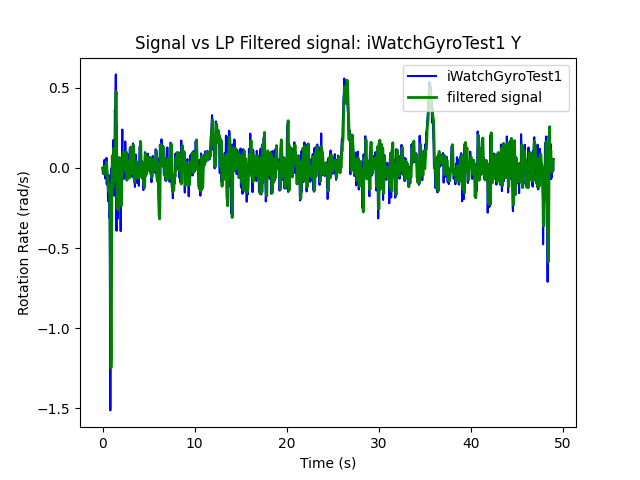 Signal vs LP Filtered signal: iWatchGyroTest1 Y
iWatchGyroTest1
filtered signal
Rotation Rate (rad/s)
0.5
0.0
−0.5
−1.0
−1.5
0 10 20 30 40 50
Time (s)